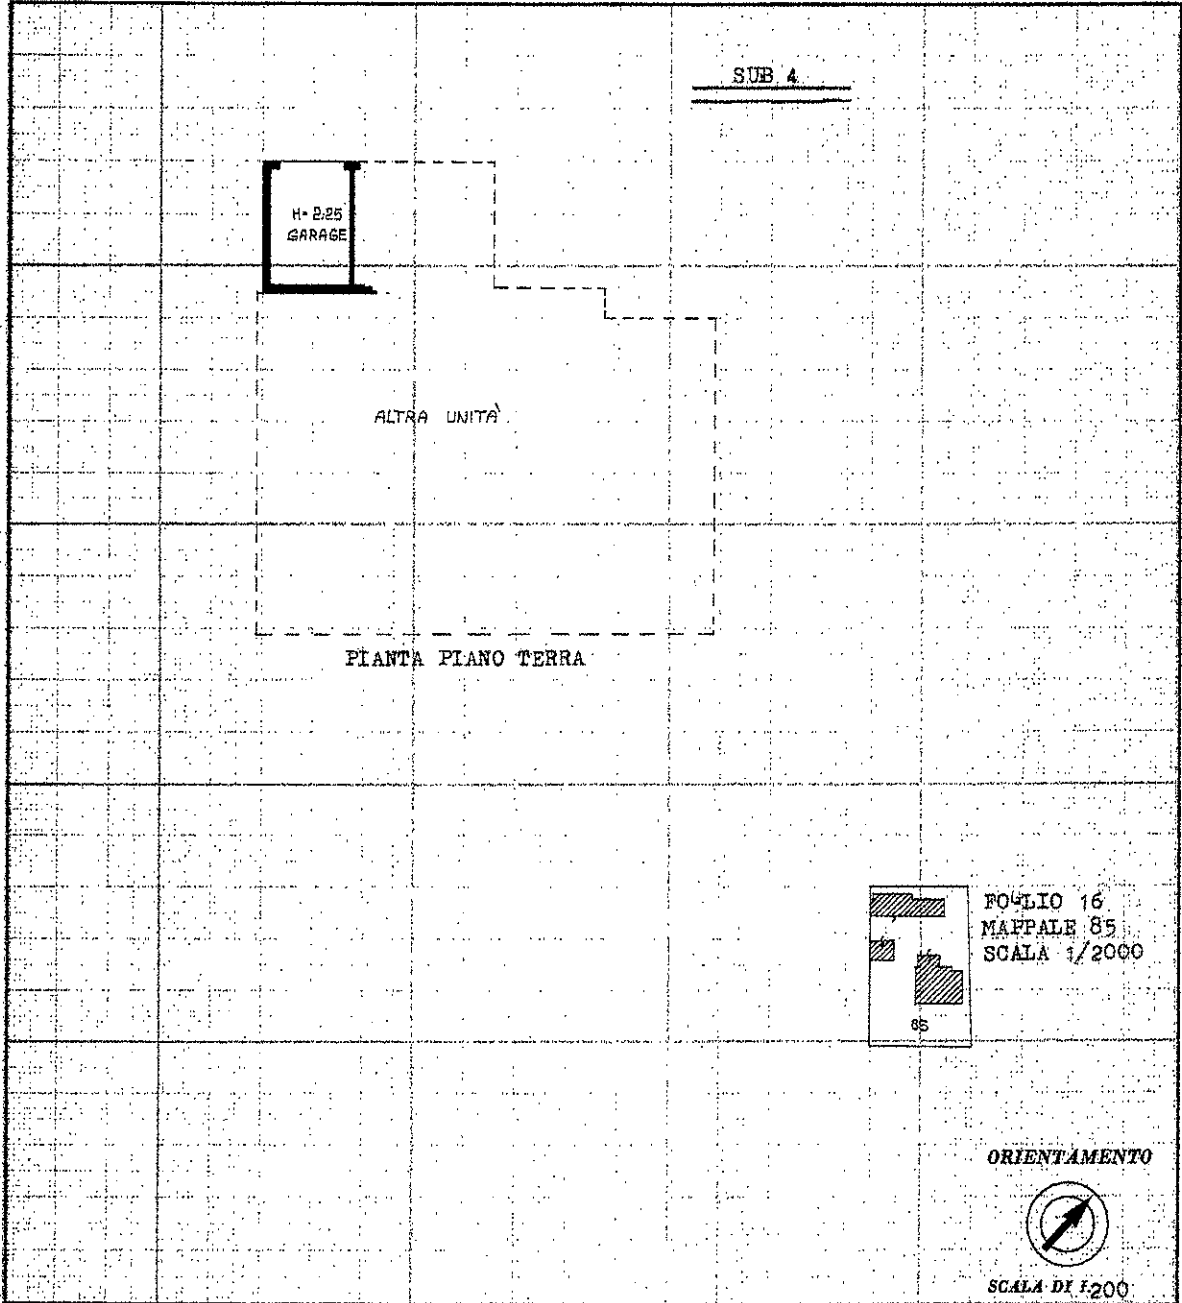 SUB 4
H= 2.25
GARAGE
ALTRA UNITÀ
PIANTA PIANO TERRA
FOGLIO 16
MAPPALE 85
SCALA 1/2000
85
ORIENTAMENTO
SCALA DI 1:200